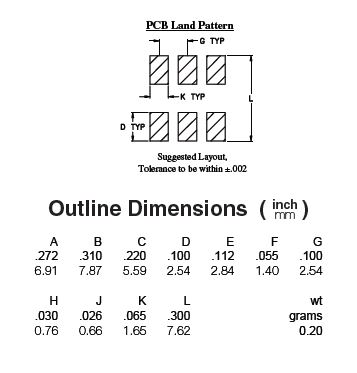 PCB Land Pattern
G TYP
K TYP
L
D TYP
Suggested Layout,
Tolerance to be within ±.002
Outline Dimensions ( inch
mm )
A B C D E F G
.272 .310 .220 .100 .112 .055 .100
6.91 7.87 5.59 2.54 2.84 1.40 2.54
H J K L wt
.030 .026 .065 .300 grams
0.76 0.66 1.65 7.62 0.20